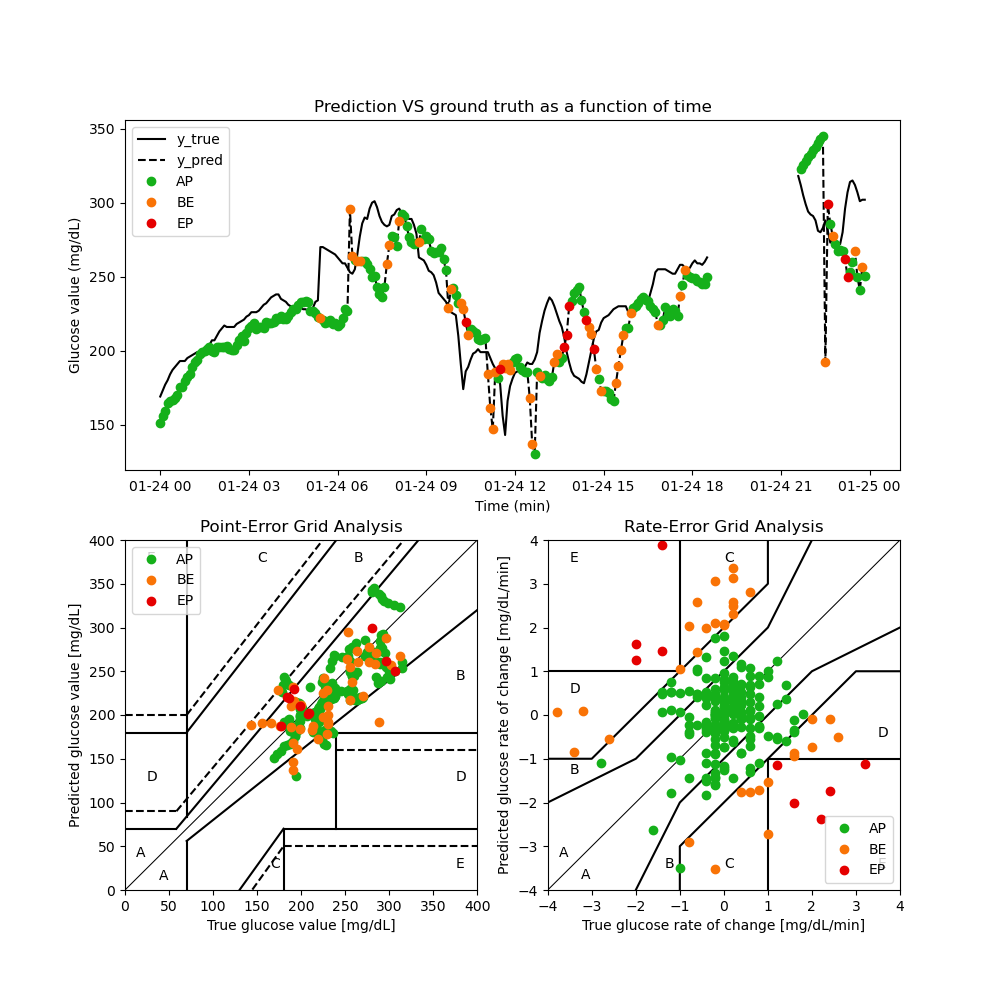 Prediction VS ground truth as a function of time
Glucose value (mg/dL)
350
300
250
200
150
y_true
y_pred
AP
BE
EP
01-24 00 01-24 03 01-24 06 01-24 09 01-24 12 01-24 15 01-24 18 01-24 21 01-25 00
Time (min)
Point-Error Grid Analysis
Predicted glucose value [mg/dL]
400
350
300
250
200
150
100
50
0
AP
BE
EP
C
B
B
D
D
A
A
C
E
0 50 100 150 200 250 300 350 400
True glucose value [mg/dL]
Rate-Error Grid Analysis
Predicted glucose rate of change [mg/dL/min]
4
3
2
1
0
−1
−2
−3
−4
E
C
D
D
B
A
A
B
C
AP
BE
EP
−4 −3 −2 −1 0 1 2 3 4
True glucose rate of change [mg/dL/min]